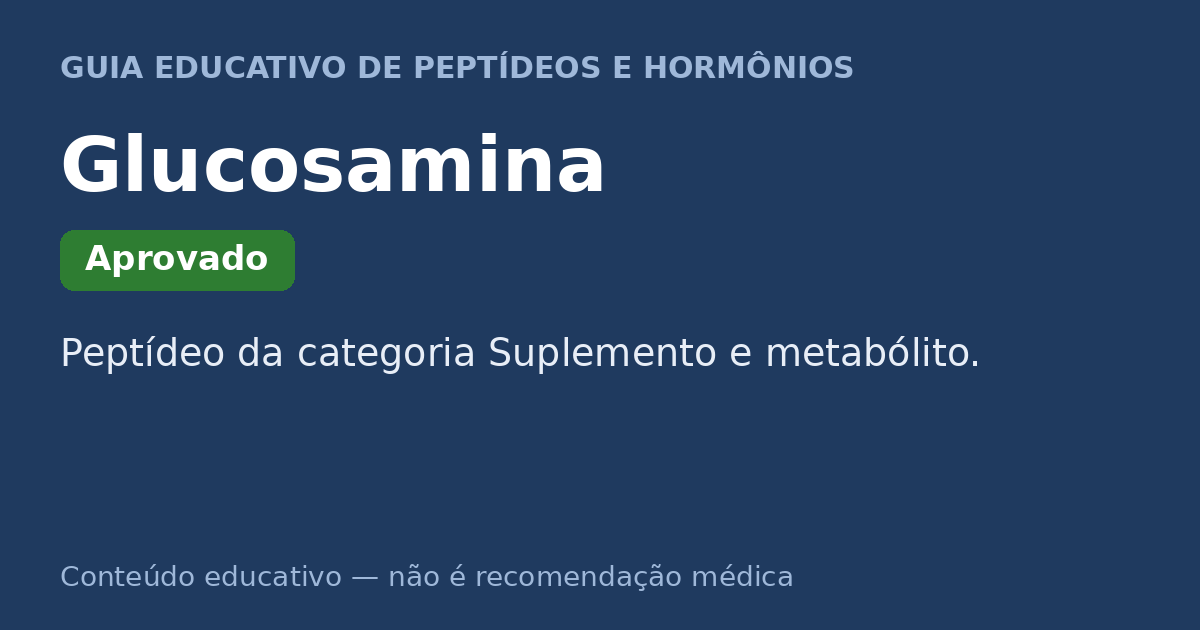 GUIA EDUCATIVO DE PEPTÍDEOS E HORMÔNIOS
Glucosamina
Aprovado
Peptídeo da categoria Suplemento e metabólito.
Conteúdo educativo — não é recomendação médica